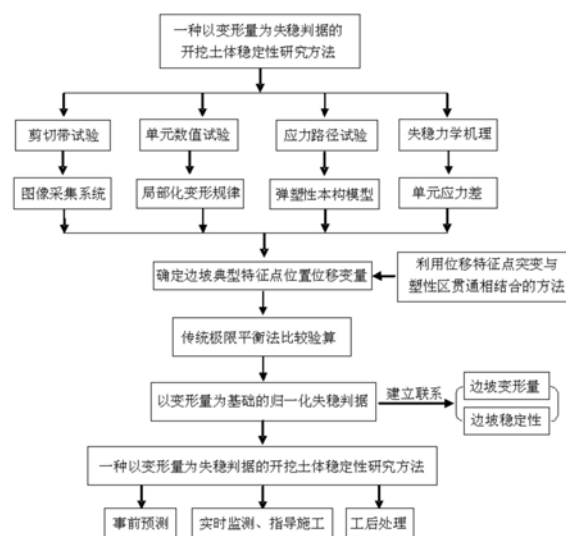 一种以变形量为失稳判据的
开挖土体稳定性研究方法
剪切带试验
单元数值试验
应力路径试验
失稳力学机理
图像采集系统
局部化变形规律
弹塑性本构模型
单元应力差
确定边坡典型特征点位置位移变量
利用位移特征点突变与
塑性区贯通相结合的方法
传统极限平衡法比较验算
以变形量为基础的归一化失稳判据
建立联系
边坡变形量
边坡稳定性
一种以变形量为失稳判据的开挖土体稳定性研究方法
事前预测
实时监测、指导施工
工后处理